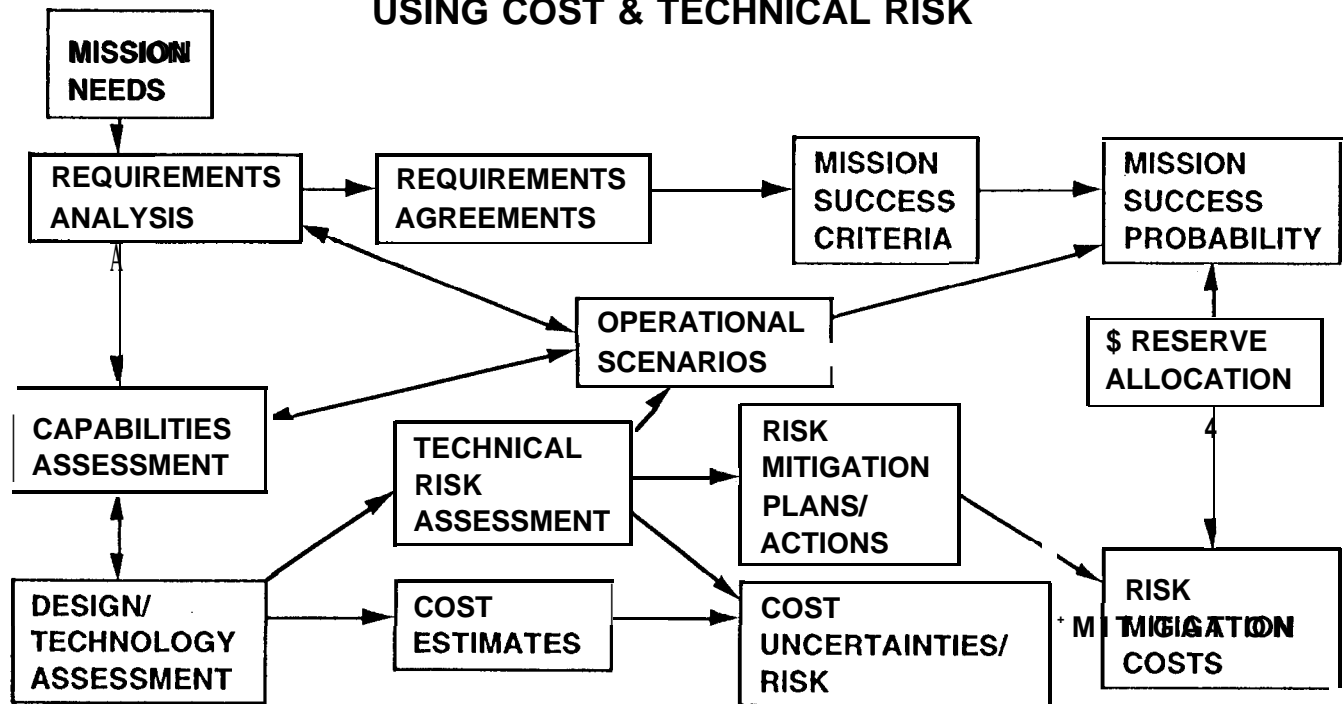 USING COST & TECHNICAL RISK
MISSION
NEEDS
REQUIREMENTS
ANALYSIS
REQUIREMENTS
AGREEMENTS
MISSION
SUCCESS
CRITERIA
MISSION
SUCCESS
PROBABILITY
OPERATIONAL
SCENARIOS
$ RESERVE
ALLOCATION
CAPABILITIES
ASSESSMENT
TECHNICAL
RISK
ASSESSMENT
RISK
MITIGATION
PLANS/
ACTIONS
DESIGN/
TECHNOLOGY
ASSESSMENT
COST
ESTIMATES
COST
UNCERTAINTIES/
RISK
RISK
MITIGATION
COSTS